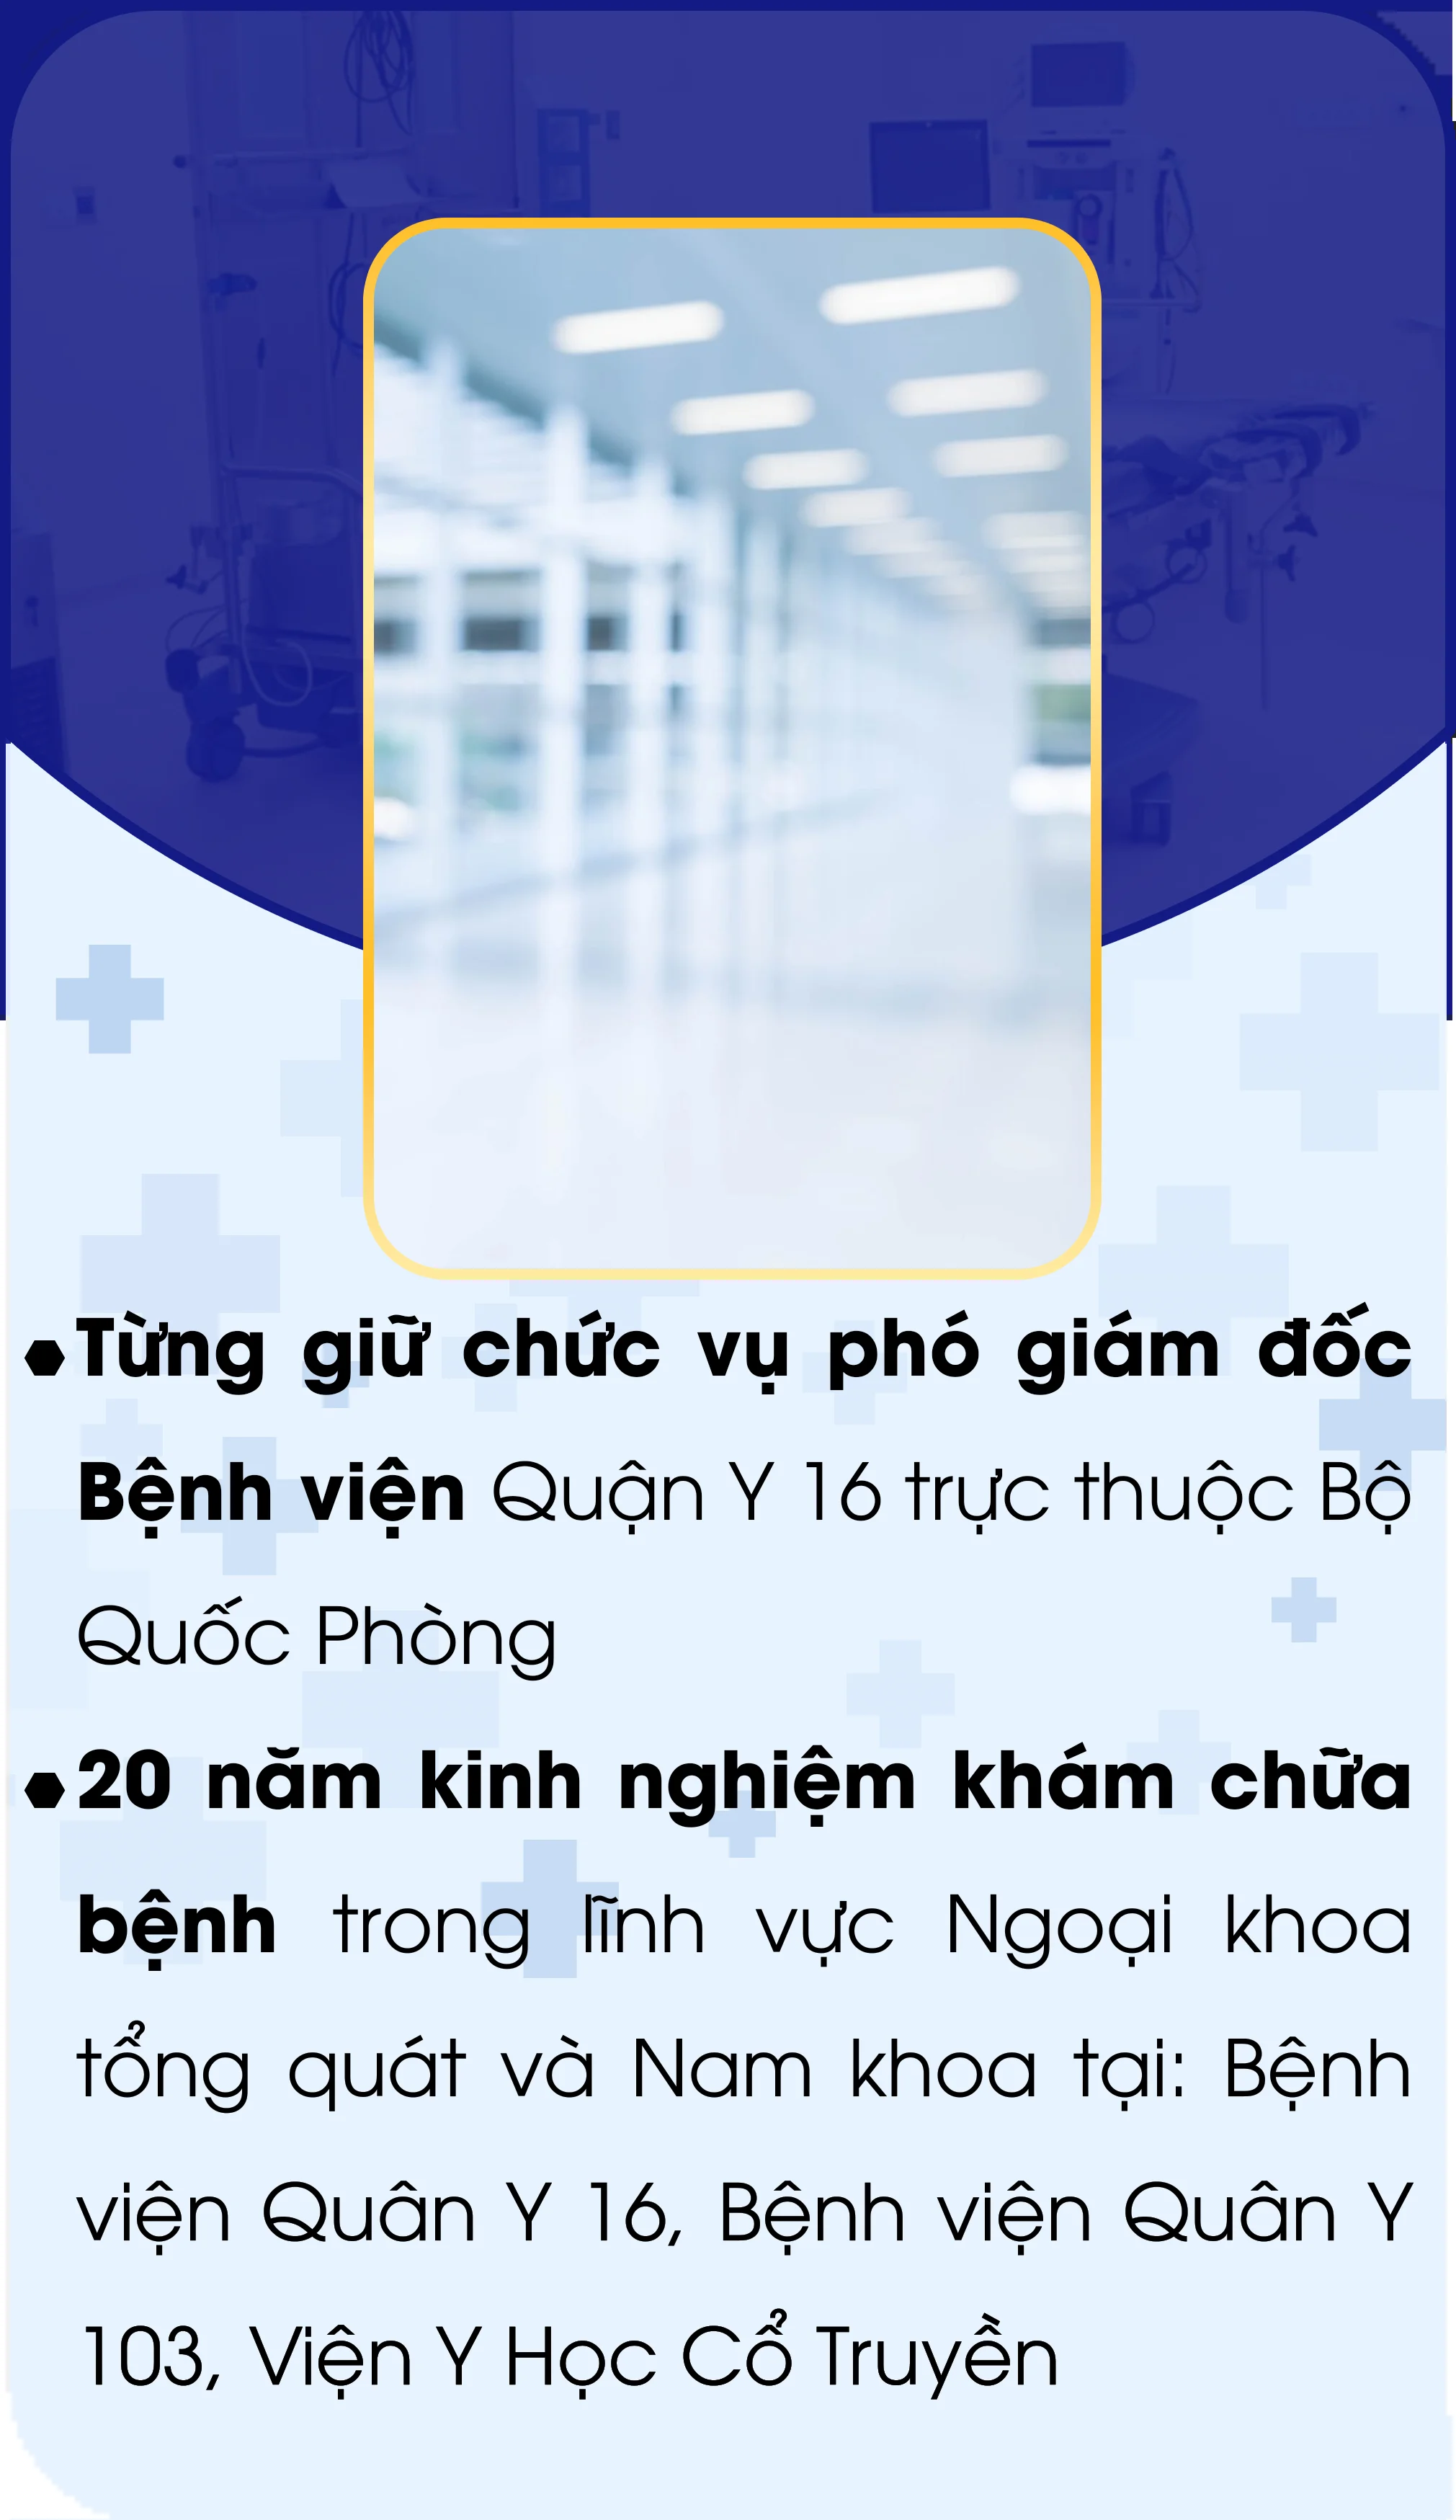 Từng giữ chức vụ phó giám đốc
Bệnh viện Quận Y 16 trực thuộc Bộ
Quốc Phòng
20 năm kinh nghiệm khám chữa
bệnh trong lĩnh vực Ngoại khoa
tổng quát và Nam khoa tại: Bệnh
viện Quân Y 16, Bệnh viện Quân Y
103, Viện Y Học Cổ Truyền